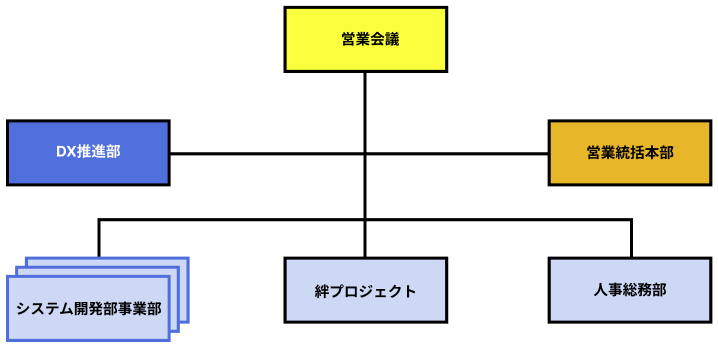 営業会議
DX推進部
営業統括本部
システム開発部事業部
絆プロジェクト
人事総務部